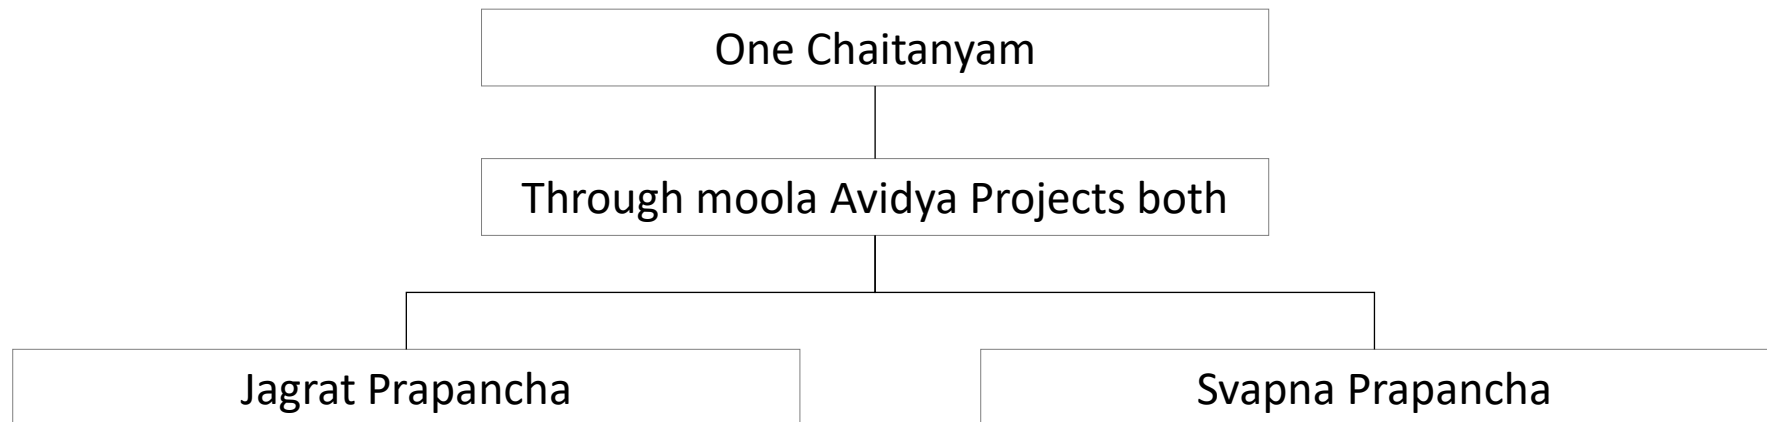 One Chaitanyam
Through moola Avidya Projects both
Jagrat Prapancha
Svapna Prapancha